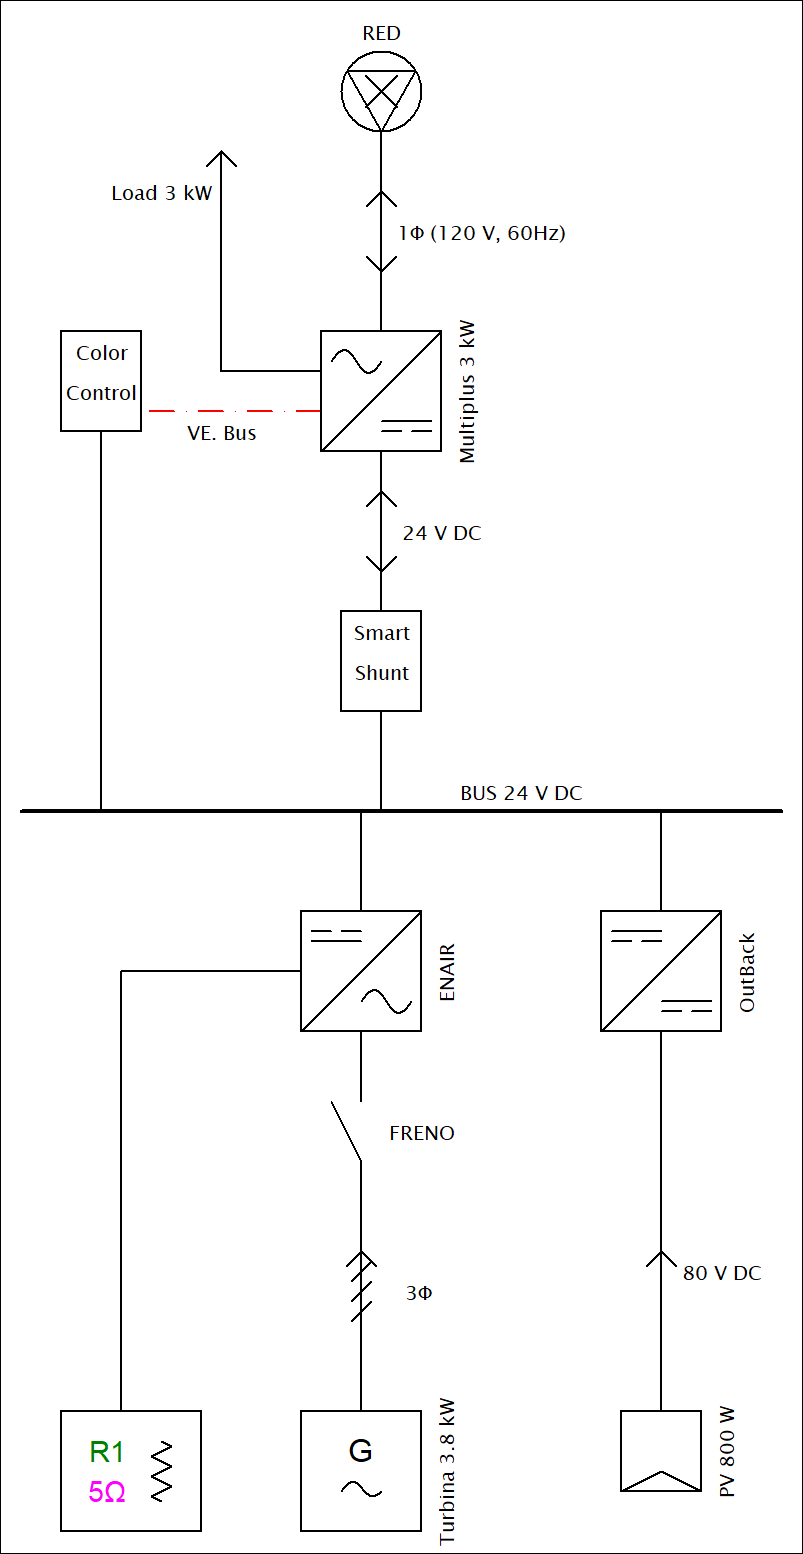 RED
Load 3 kW
1Φ (120 V, 60Hz)
Color
Control
VE. Bus
Multiplus 3 kW
24 V DC
Smart
Shunt
BUS 24 V DC
ENAIR
OutBack
FRENO
3Φ
80 V DC
R1
5Ω
G
Turbina 3.8 kW
PV 800 W